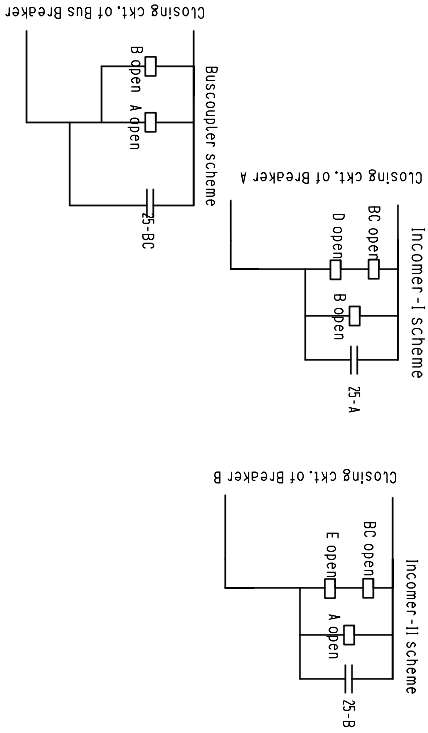 Closing ckt. of Bus Breaker
B open
A open
25-BC
Buscoupler scheme
Closing ckt. of Breaker A
BC open
D open
B open
25-A
Incomer-I scheme
Closing ckt. of Breaker B
BC open
E open
A open
25-B
Incomer-II scheme